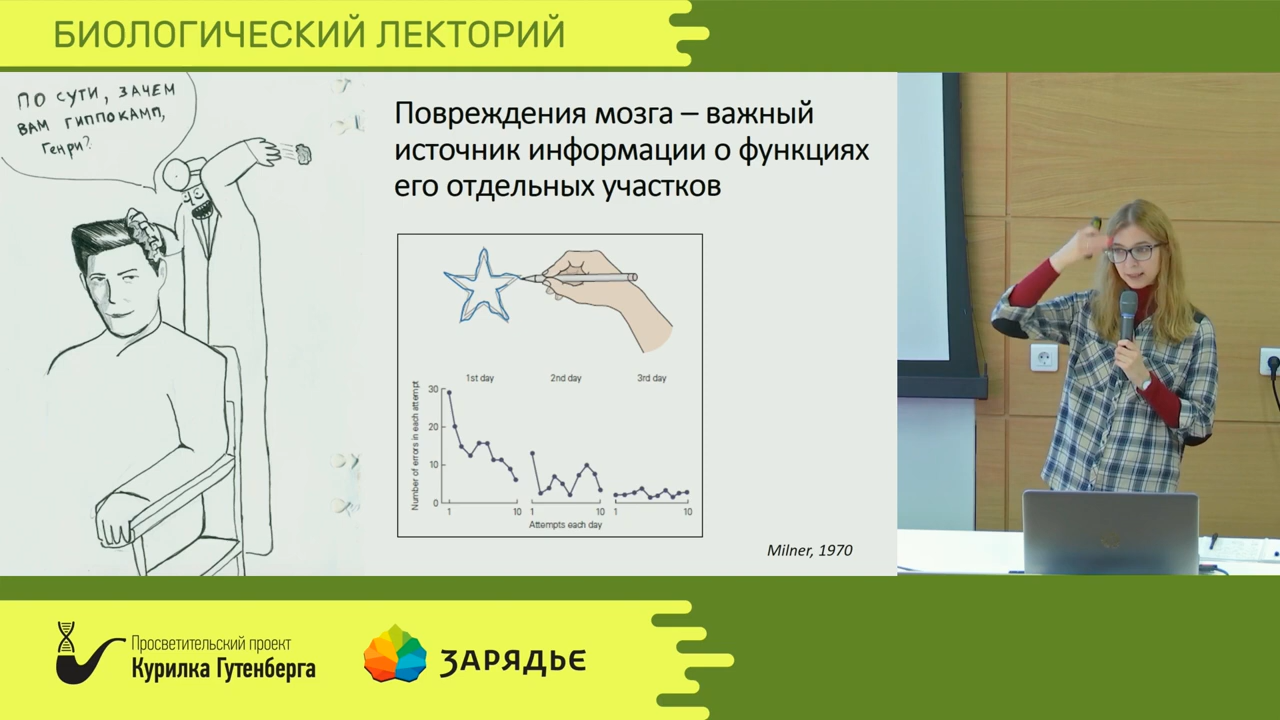 БИОЛОГИЧЕСКИЙ ЛЕКТОРИЙ
ПО СУТИ, ЗАЧЕМ
ВАМ ГИППОКАМП,
ГЕНРИ?
Повреждения мозга – важный
источник информации о функциях
его отдельных участков
1st day 2nd day 3rd day
Number of errors in each attempt
30
20
10
0
1 10 1 10 1 10
Attempts each day
Milner, 1970
Просветительский проект
Курилка Гутенберга
ЗАРЯДЬЕ